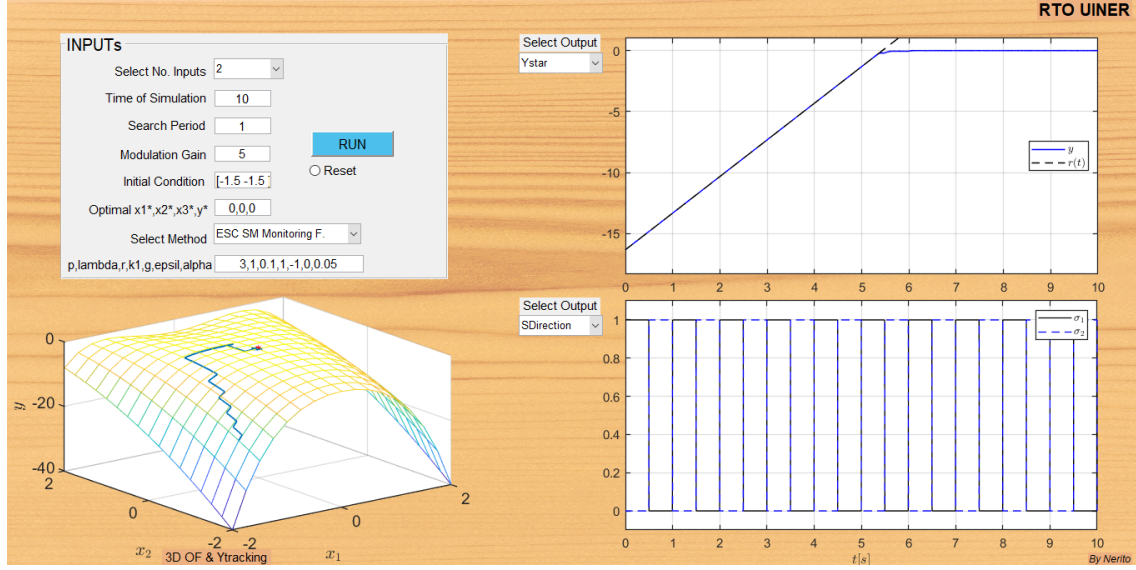 RTO UINER
INPUTs
Select No. Inputs 2
Time of Simulation 10
Search Period 1
Modulation Gain 5
Initial Condition [-1.5 -1.5 ]
Optimal x1*,x2*,x3*,y* 0,0,0
Select Method ESC SM Monitoring F.
p,lambda,r,k1,g,epsil,alpha 3,1,0.1,1,-1,0,0.05
RUN
Reset
Select Output
Ystar
0
-5
-10
-15
0 1 2 3 4 5 6 7 8 9 10
y
r(t)
0
-20
-40
y
2
0
-2
x₂
-2
0
2
x₁
3D OF & Ytracking
Select Output
SDirection
1
0.8
0.6
0.4
0.2
0
0 1 2 3 4 5 6 7 8 9 10
t[s]
σ₁
σ₂
By Nerito